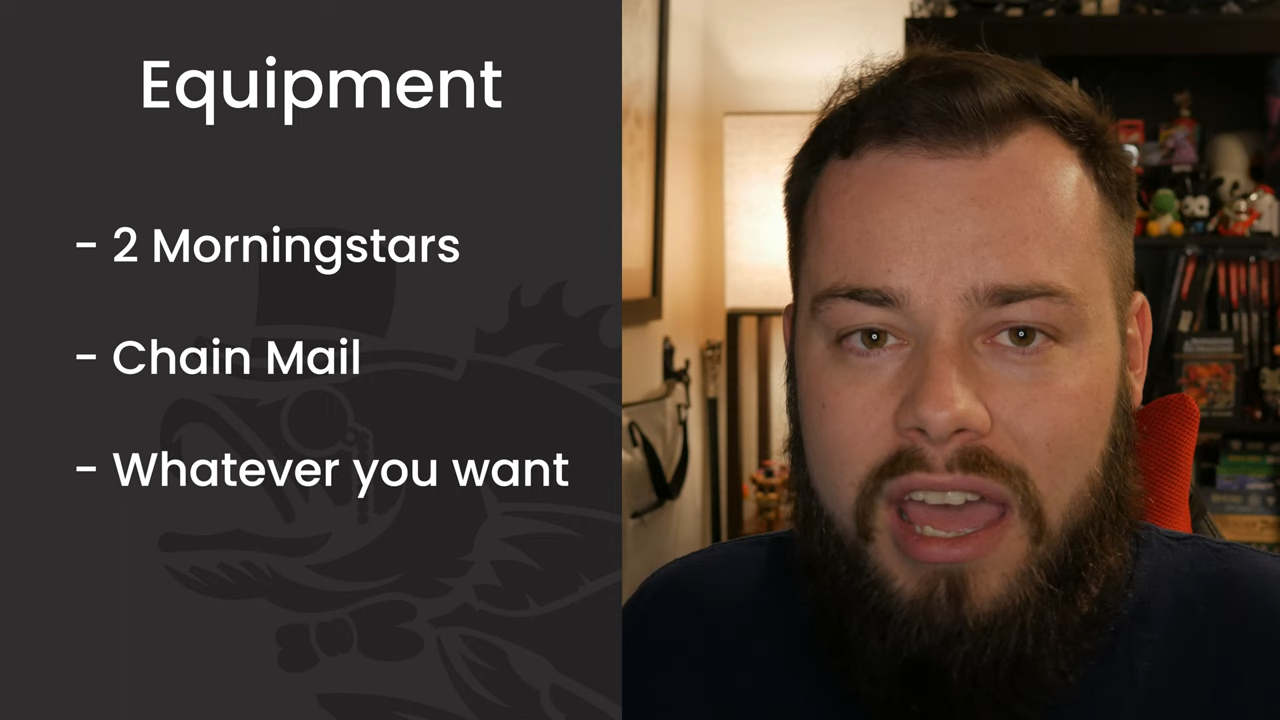 Equipment
- 2 Morningstars
- Chain Mail
- Whatever you want